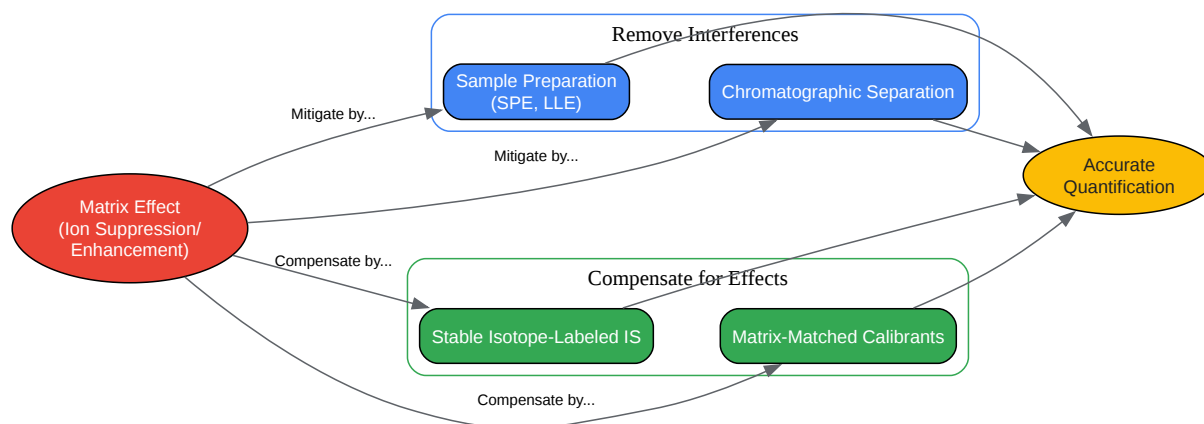 Remove Interferences
Sample Preparation
(SPE, LLE)
Chromatographic Separation
Mitigate by...
Mitigate by...
Accurate
Quantification
Matrix Effect
(Ion Suppression/
Enhancement)
Compensate by...
Compensate for Effects
Stable Isotope-Labeled IS
Matrix-Matched Calibrants
Compensate by...